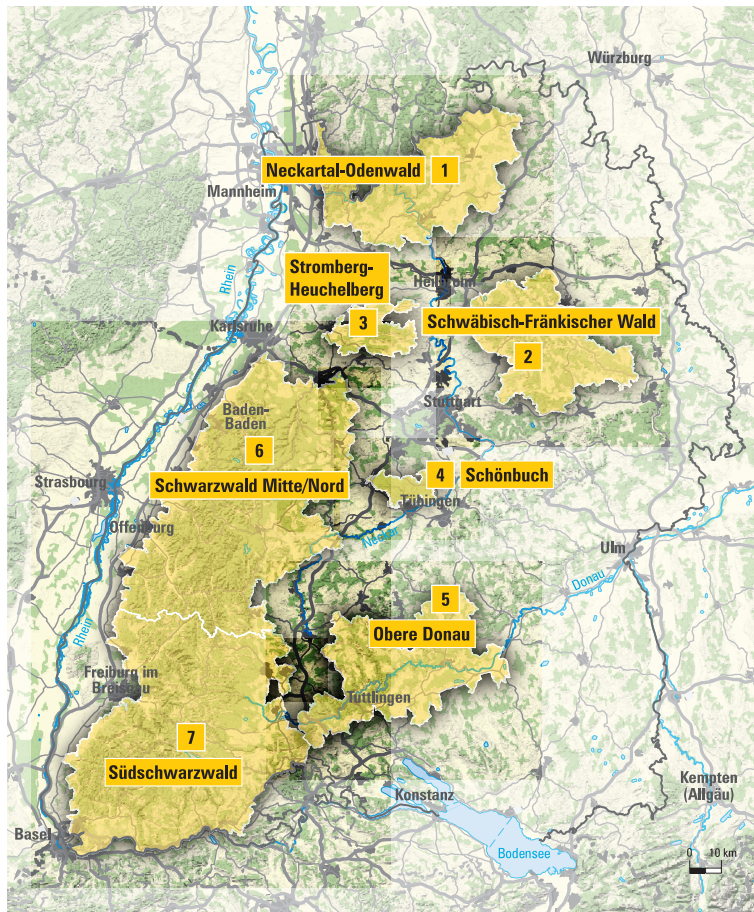 Würzburg
Neckartal-Odenwald
1
Mannheim
Rhein
Stromberg-
Heuchelberg
3
Heilbronn
Schwäbisch-Fränkischer Wald
2
Karlsruhe
Baden-
Baden
Stuttgart
6
Schwarzwald Mitte/Nord
4
Schönbuch
Strasbourg
Tübingen
Offenburg
Neckar
Ulm
Donau
5
Obere Donau
Rhein
Freiburg im
Breisgau
Tuttlingen
7
Südschwarzwald
Konstanz
Kempten
(Allgäu)
Basel
Bodensee
0 10 km